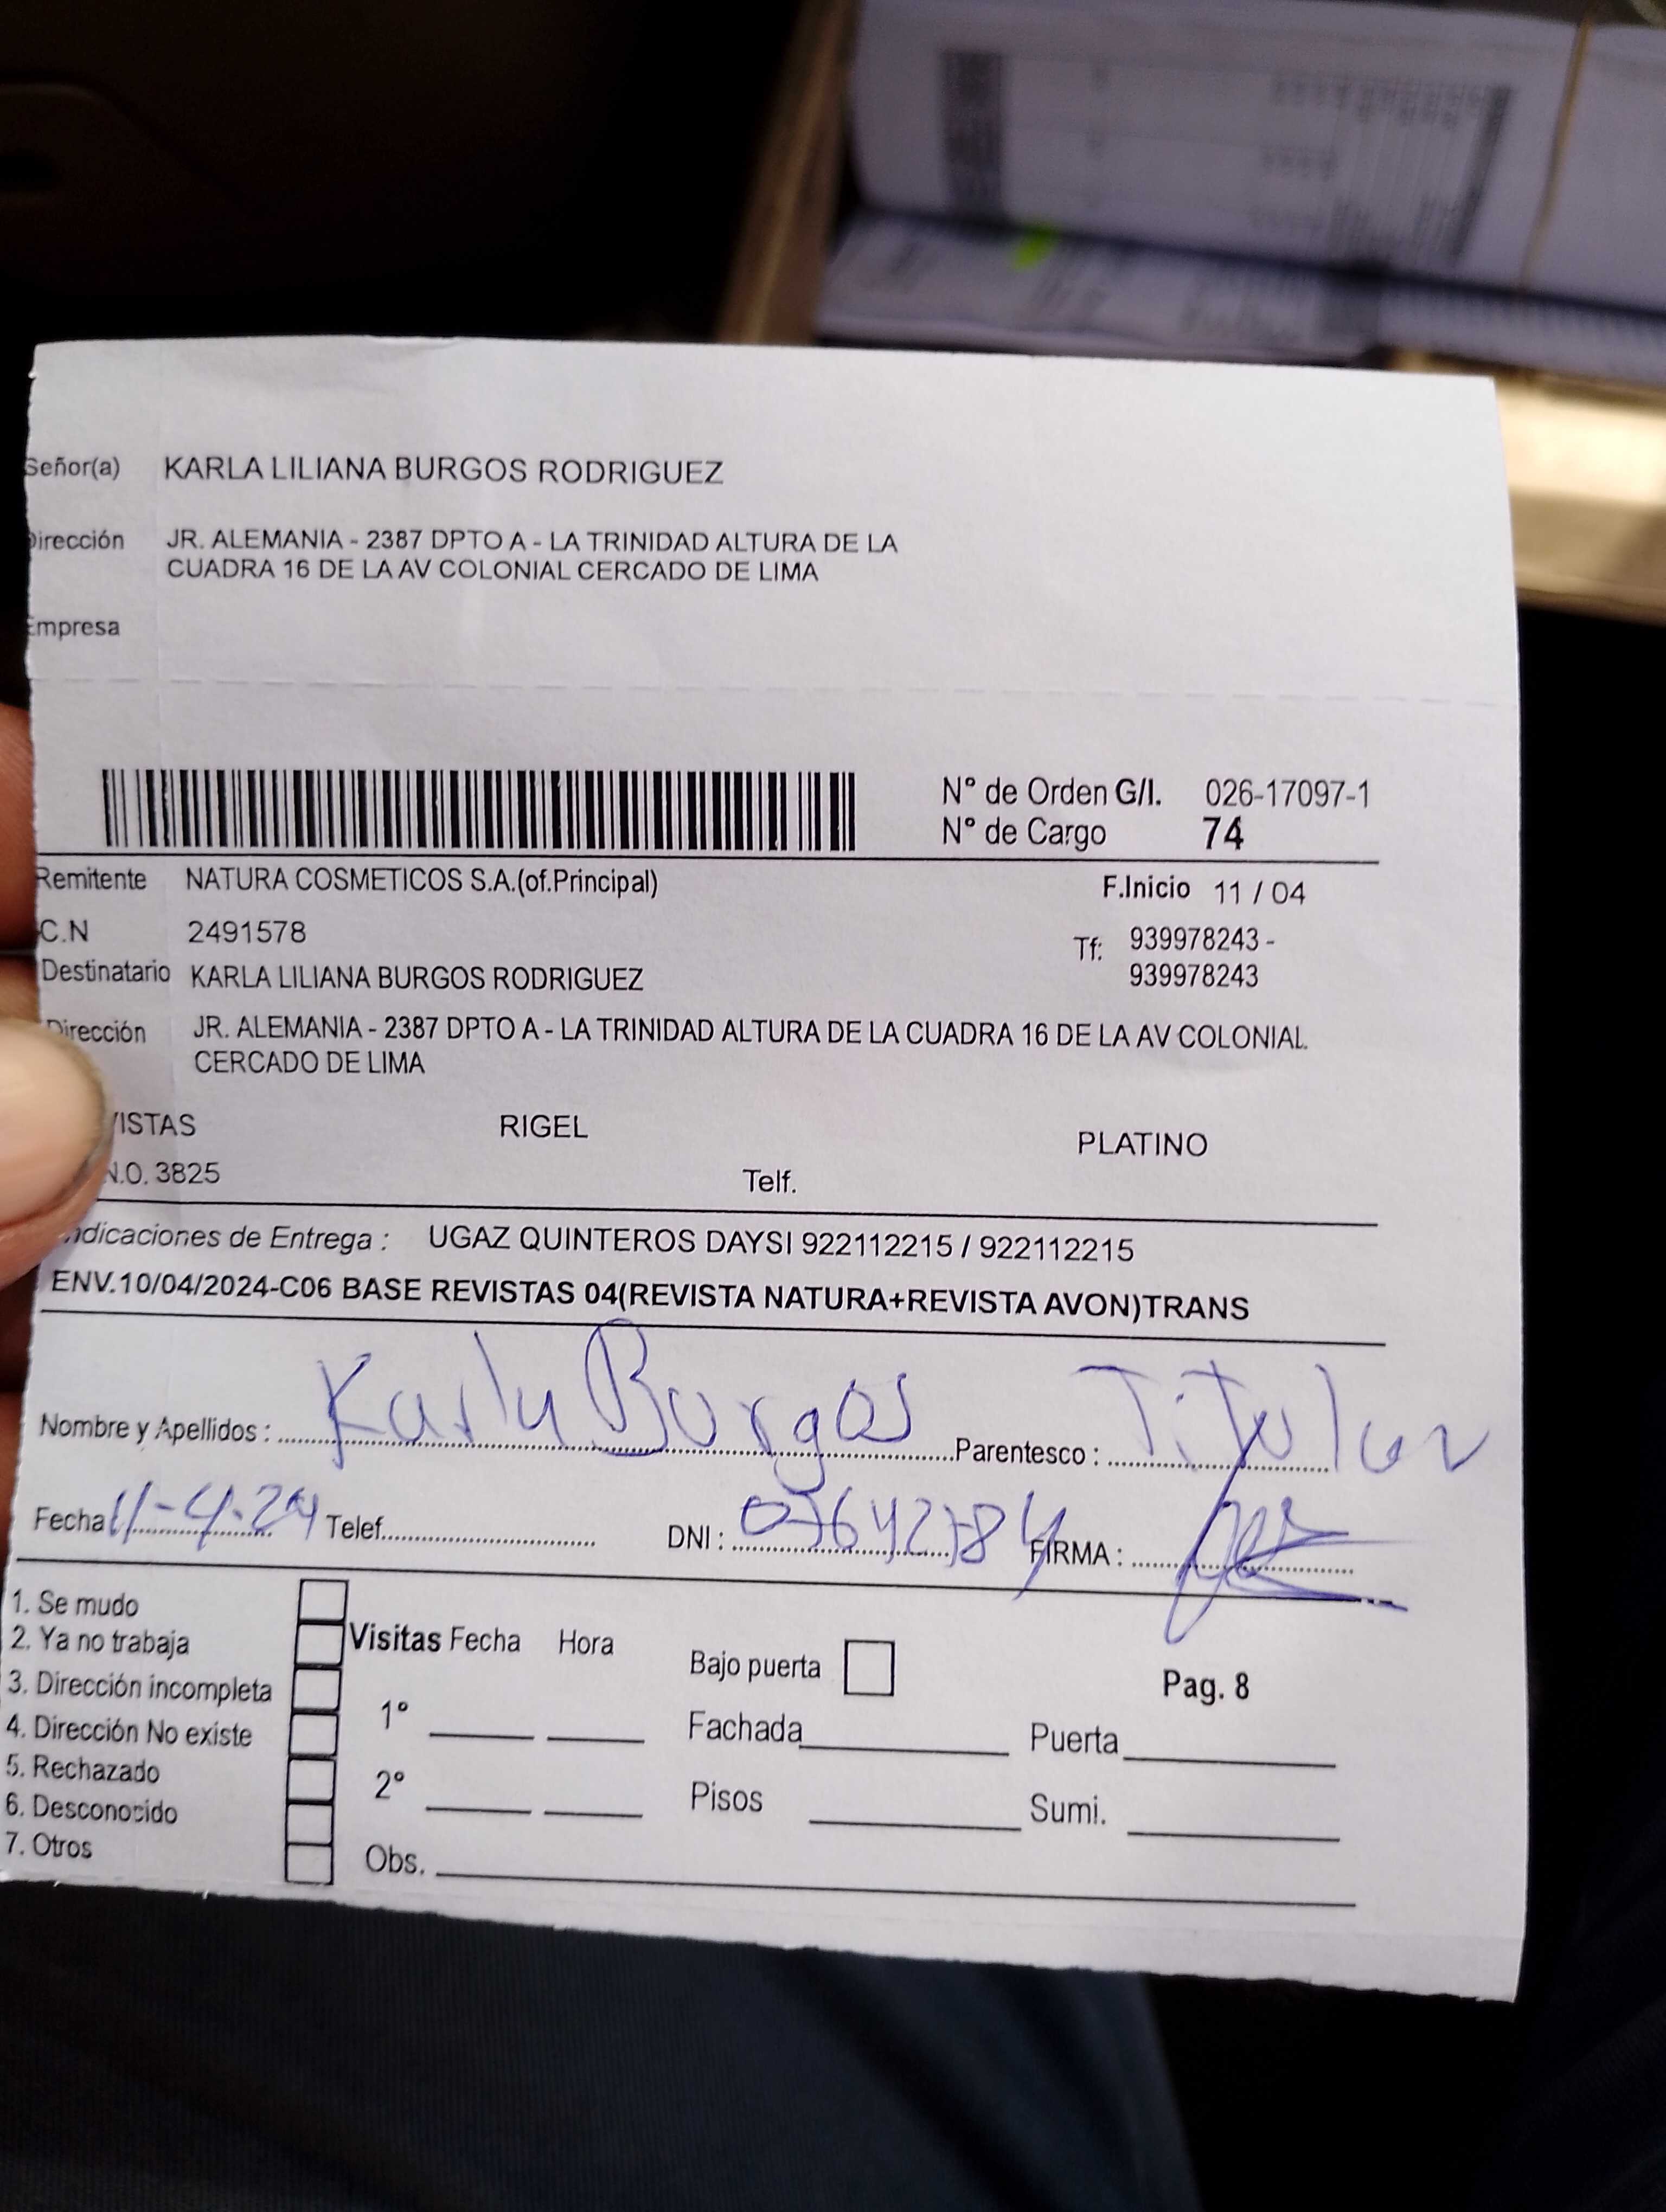 Señor(a) KARLA LILIANA BURGOS RODRIGUEZ
Dirección JR. ALEMANIA - 2387 DPTO A - LA TRINIDAD ALTURA DE LA
CUADRA 16 DE LA AV COLONIAL CERCADO DE LIMA
Empresa
N° de Orden G/I. 026-17097-1
N° de Cargo 74
Remitente NATURA COSMETICOS S.A.(of.Principal) F.Inicio 11 / 04
C.N 2491578 Tf: 939978243 -
939978243
Destinatario KARLA LILIANA BURGOS RODRIGUEZ
Dirección JR. ALEMANIA - 2387 DPTO A - LA TRINIDAD ALTURA DE LA CUADRA 16 DE LA AV COLONIAL
CERCADO DE LIMA
VISTAS RIGEL PLATINO
N.O. 3825 Telf.
Indicaciones de Entrega : UGAZ QUINTEROS DAYSI 922112215 / 922112215
ENV.10/04/2024-C06 BASE REVISTAS 04(REVISTA NATURA+REVISTA AVON)TRANS
Nombre y Apellidos : Karla Burgos Parentesco : Titular
Fecha 11-4-24 Telef. DNI : FIRMA :
1. Se mudo
2. Ya no trabaja
3. Dirección incompleta
4. Dirección No existe
5. Rechazado
6. Desconocido
7. Otros
Visitas Fecha Hora
1°
2°
Obs.
Bajo puerta
Pag. 8
Fachada Puerta
Pisos Sumi.